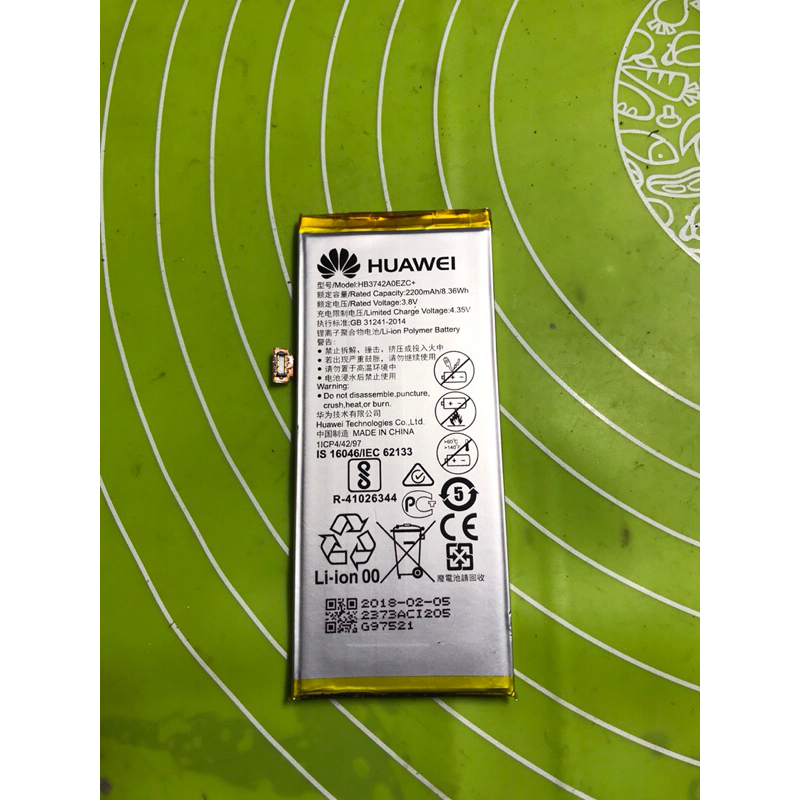 HUAWEI
型号/Model:HB3742A0EZC+
额定容量/Rated Capacity:2200mAh/8.36Wh
额定电压/Rated Voltage:3.8V
充电限制电压/Limited Charge Voltage:4.35V
执行标准:GB 31241-2014
锂离子聚合物电池/Li-ion Polymer Battery
警告:
• 禁止拆解、撞击、挤压或投入火中
• 若出现严重鼓胀，请勿继续使用
• 请勿置于高温环境中
• 电池浸水后禁止使用
Warning:
• Do not disassemble,puncture,
crush,heat,or burn.
华为技术有限公司
Huawei Technologies Co.,Ltd.
中国制造 MADE IN CHINA
1ICP4/42/97
>60℃
>140℉
IS 16046/IEC 62133
R-41026344
5
CE
Li-ion 00
廢電池請回收
2018-02-05
2373ACI205
G97521